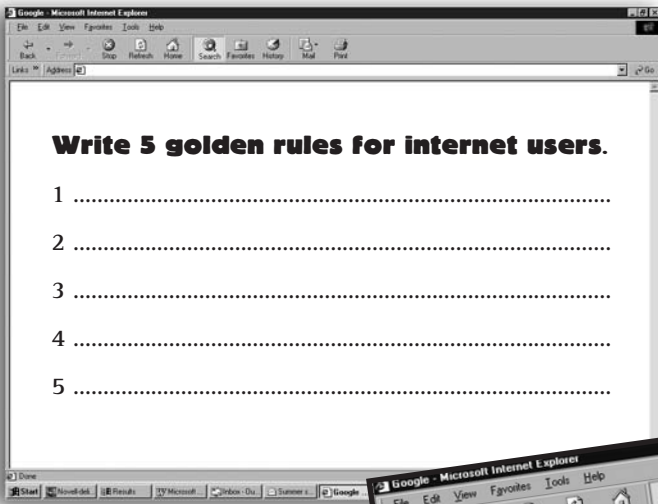 Google - Microsoft Internet Explorer
File Edit View Favorites Tools Help
Back Forward Stop Refresh Home Search Favorites History Mail Print
Links » Address Go
Write 5 golden rules for internet users.
1 ..........................................................................................
2 ..........................................................................................
3 ..........................................................................................
4 ..........................................................................................
5 ..........................................................................................
Done
Start Novell-deli.. Results Microsoft... Inbox - Ou... Summer s... Google ...
Google - Microsoft Internet Explorer
File Edit View Favorites Tools Help